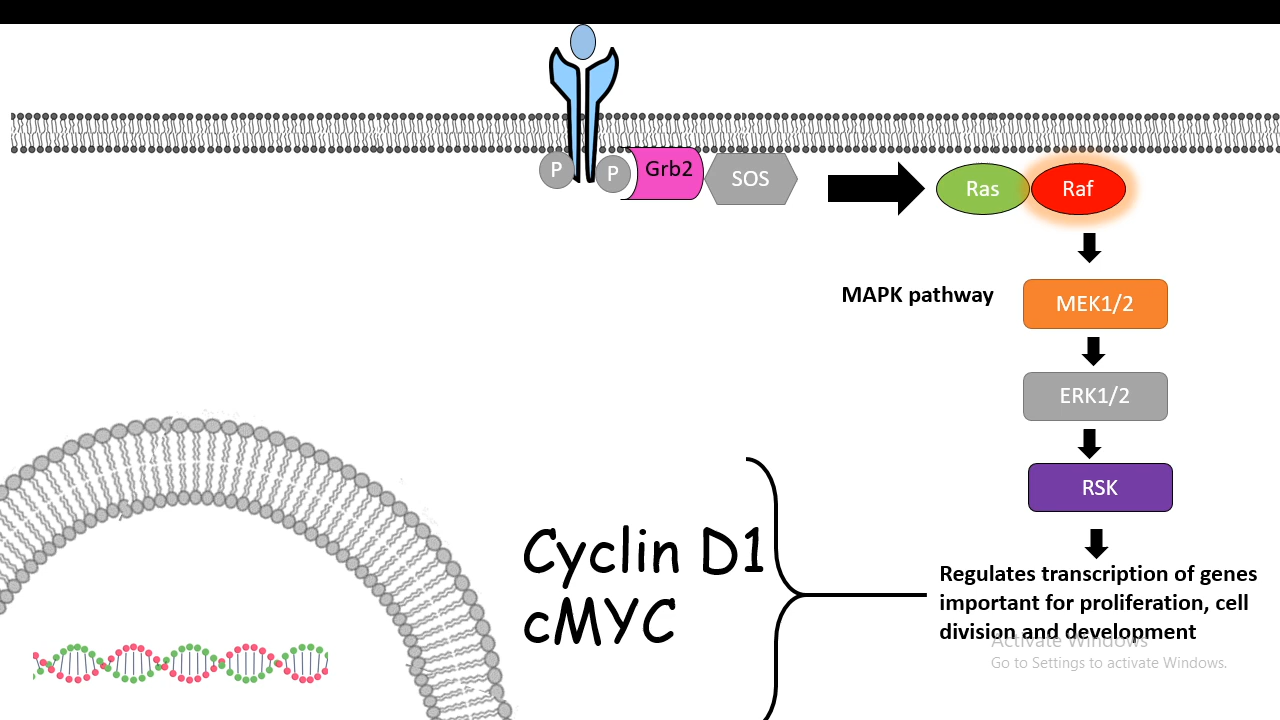 P
P
Grb2
SOS
Ras
Raf
MAPK pathway
MEK1/2
ERK1/2
RSK
Cyclin D1
cMYC
Regulates transcription of genes
important for proliferation, cell
division and development
Activate Windows
Go to Settings to activate Windows.